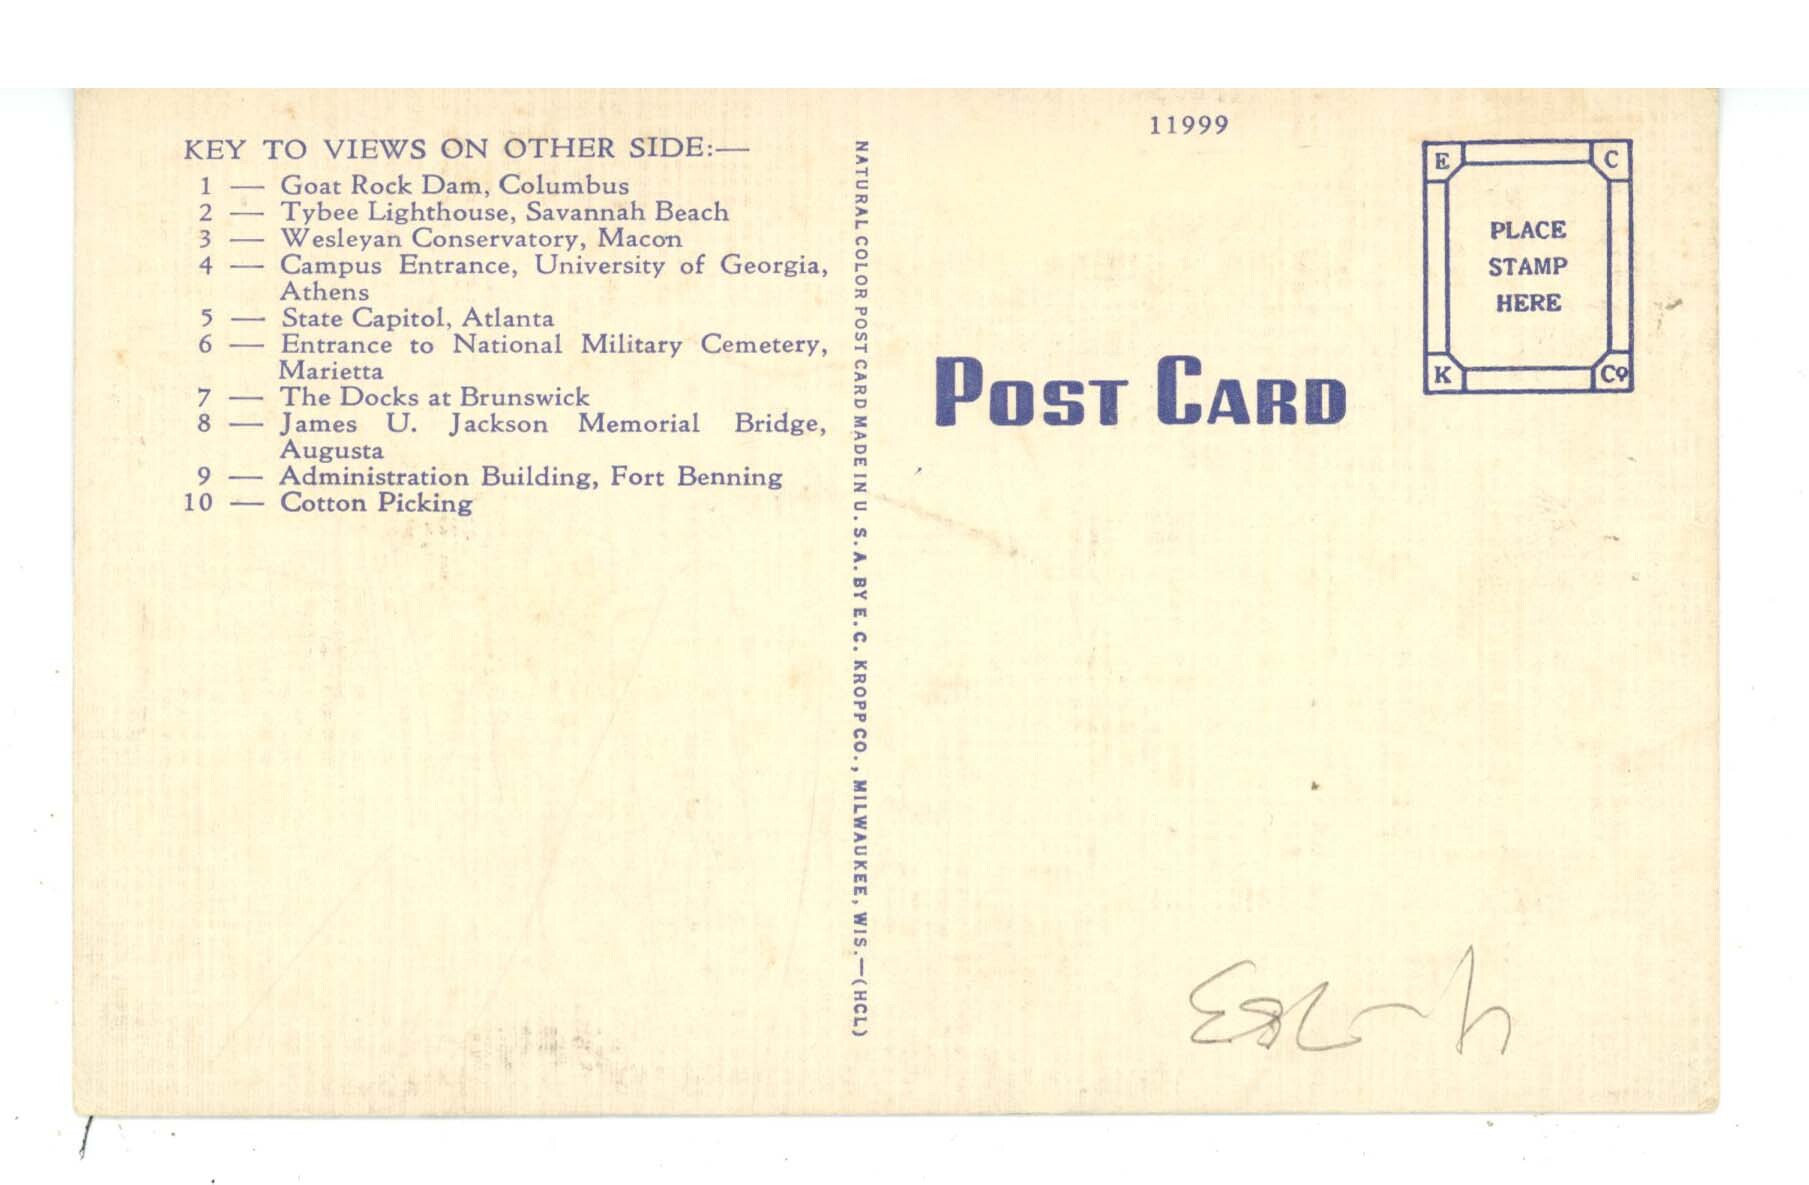 KEY TO VIEWS ON OTHER SIDE:—
1 — Goat Rock Dam, Columbus
2 — Tybee Lighthouse, Savannah Beach
3 — Wesleyan Conservatory, Macon
4 — Campus Entrance, University of Georgia,
Athens
5 — State Capitol, Atlanta
6 — Entrance to National Military Cemetery,
Marietta
7 — The Docks at Brunswick
8 — James U. Jackson Memorial Bridge,
Augusta
9 — Administration Building, Fort Benning
10 — Cotton Picking
NATURAL COLOR POST CARD MADE IN U. S. A. BY E. C. KROPP CO., MILWAUKEE, WIS.—(HCL)
11999
POST CARD
E C
PLACE
STAMP
HERE
K Co